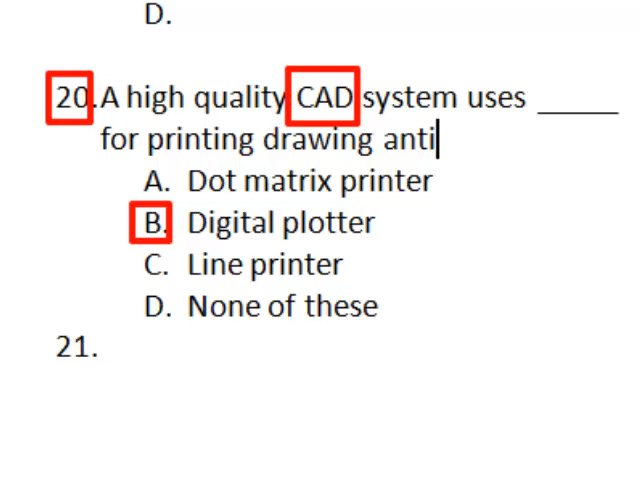 D.
20.A high quality CAD system uses _____
for printing drawing anti
A. Dot matrix printer
B. Digital plotter
C. Line printer
D. None of these
21.